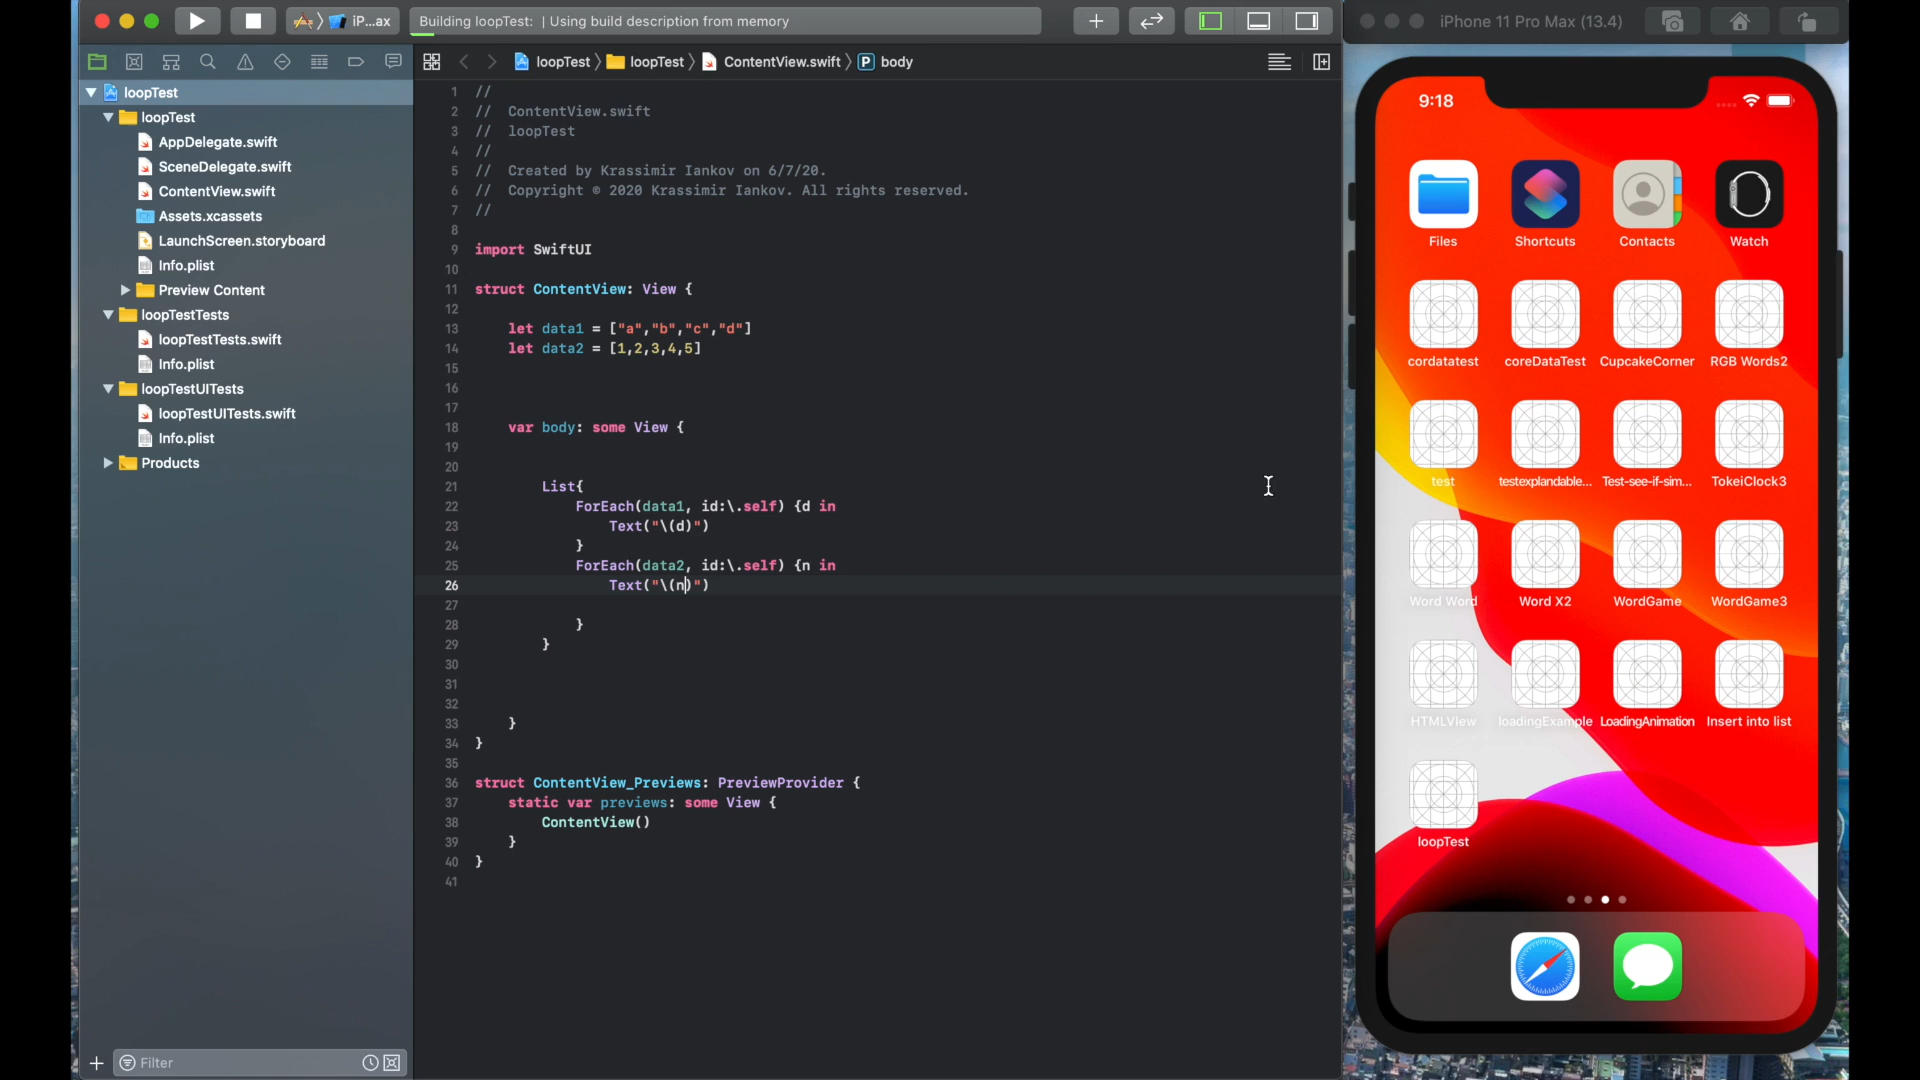 iP...ax
Building loopTest: | Using build description from memory
iPhone 11 Pro Max (13.4)
loopTest
loopTest
ContentView.swift
P
body
loopTest
loopTest
AppDelegate.swift
SceneDelegate.swift
ContentView.swift
Assets.xcassets
LaunchScreen.storyboard
Info.plist
Preview Content
loopTestTests
loopTestTests.swift
Info.plist
loopTestUITests
loopTestUITests.swift
Info.plist
Products
Filter
1 //
2 // ContentView.swift
3 // loopTest
4 //
5 // Created by Krassimir Iankov on 6/7/20.
6 // Copyright © 2020 Krassimir Iankov. All rights reserved.
7 //
8
9 import SwiftUI
10
11 struct ContentView: View {
12
13 let data1 = ["a","b","c","d"]
14 let data2 = [1,2,3,4,5]
15
16
17
18 var body: some View {
19
20
21 List{
22 ForEach(data1, id:\.self) {d in
23 Text("\(d)")
24 }
25 ForEach(data2, id:\.self) {n in
26 Text("\(n)")
27
28 }
29 }
30
31
32
33 }
34 }
35
36 struct ContentView_Previews: PreviewProvider {
37 static var previews: some View {
38 ContentView()
39 }
40 }
41
9:18
Files Shortcuts Contacts Watch
cordatatest coreDataTest CupcakeCorner RGB Words2
test testexplandable... Test-see-if-sim... TokeiClock3
Word Word Word X2 WordGame WordGame3
HTMLView loadingExample LoadingAnimation Insert into list
loopTest